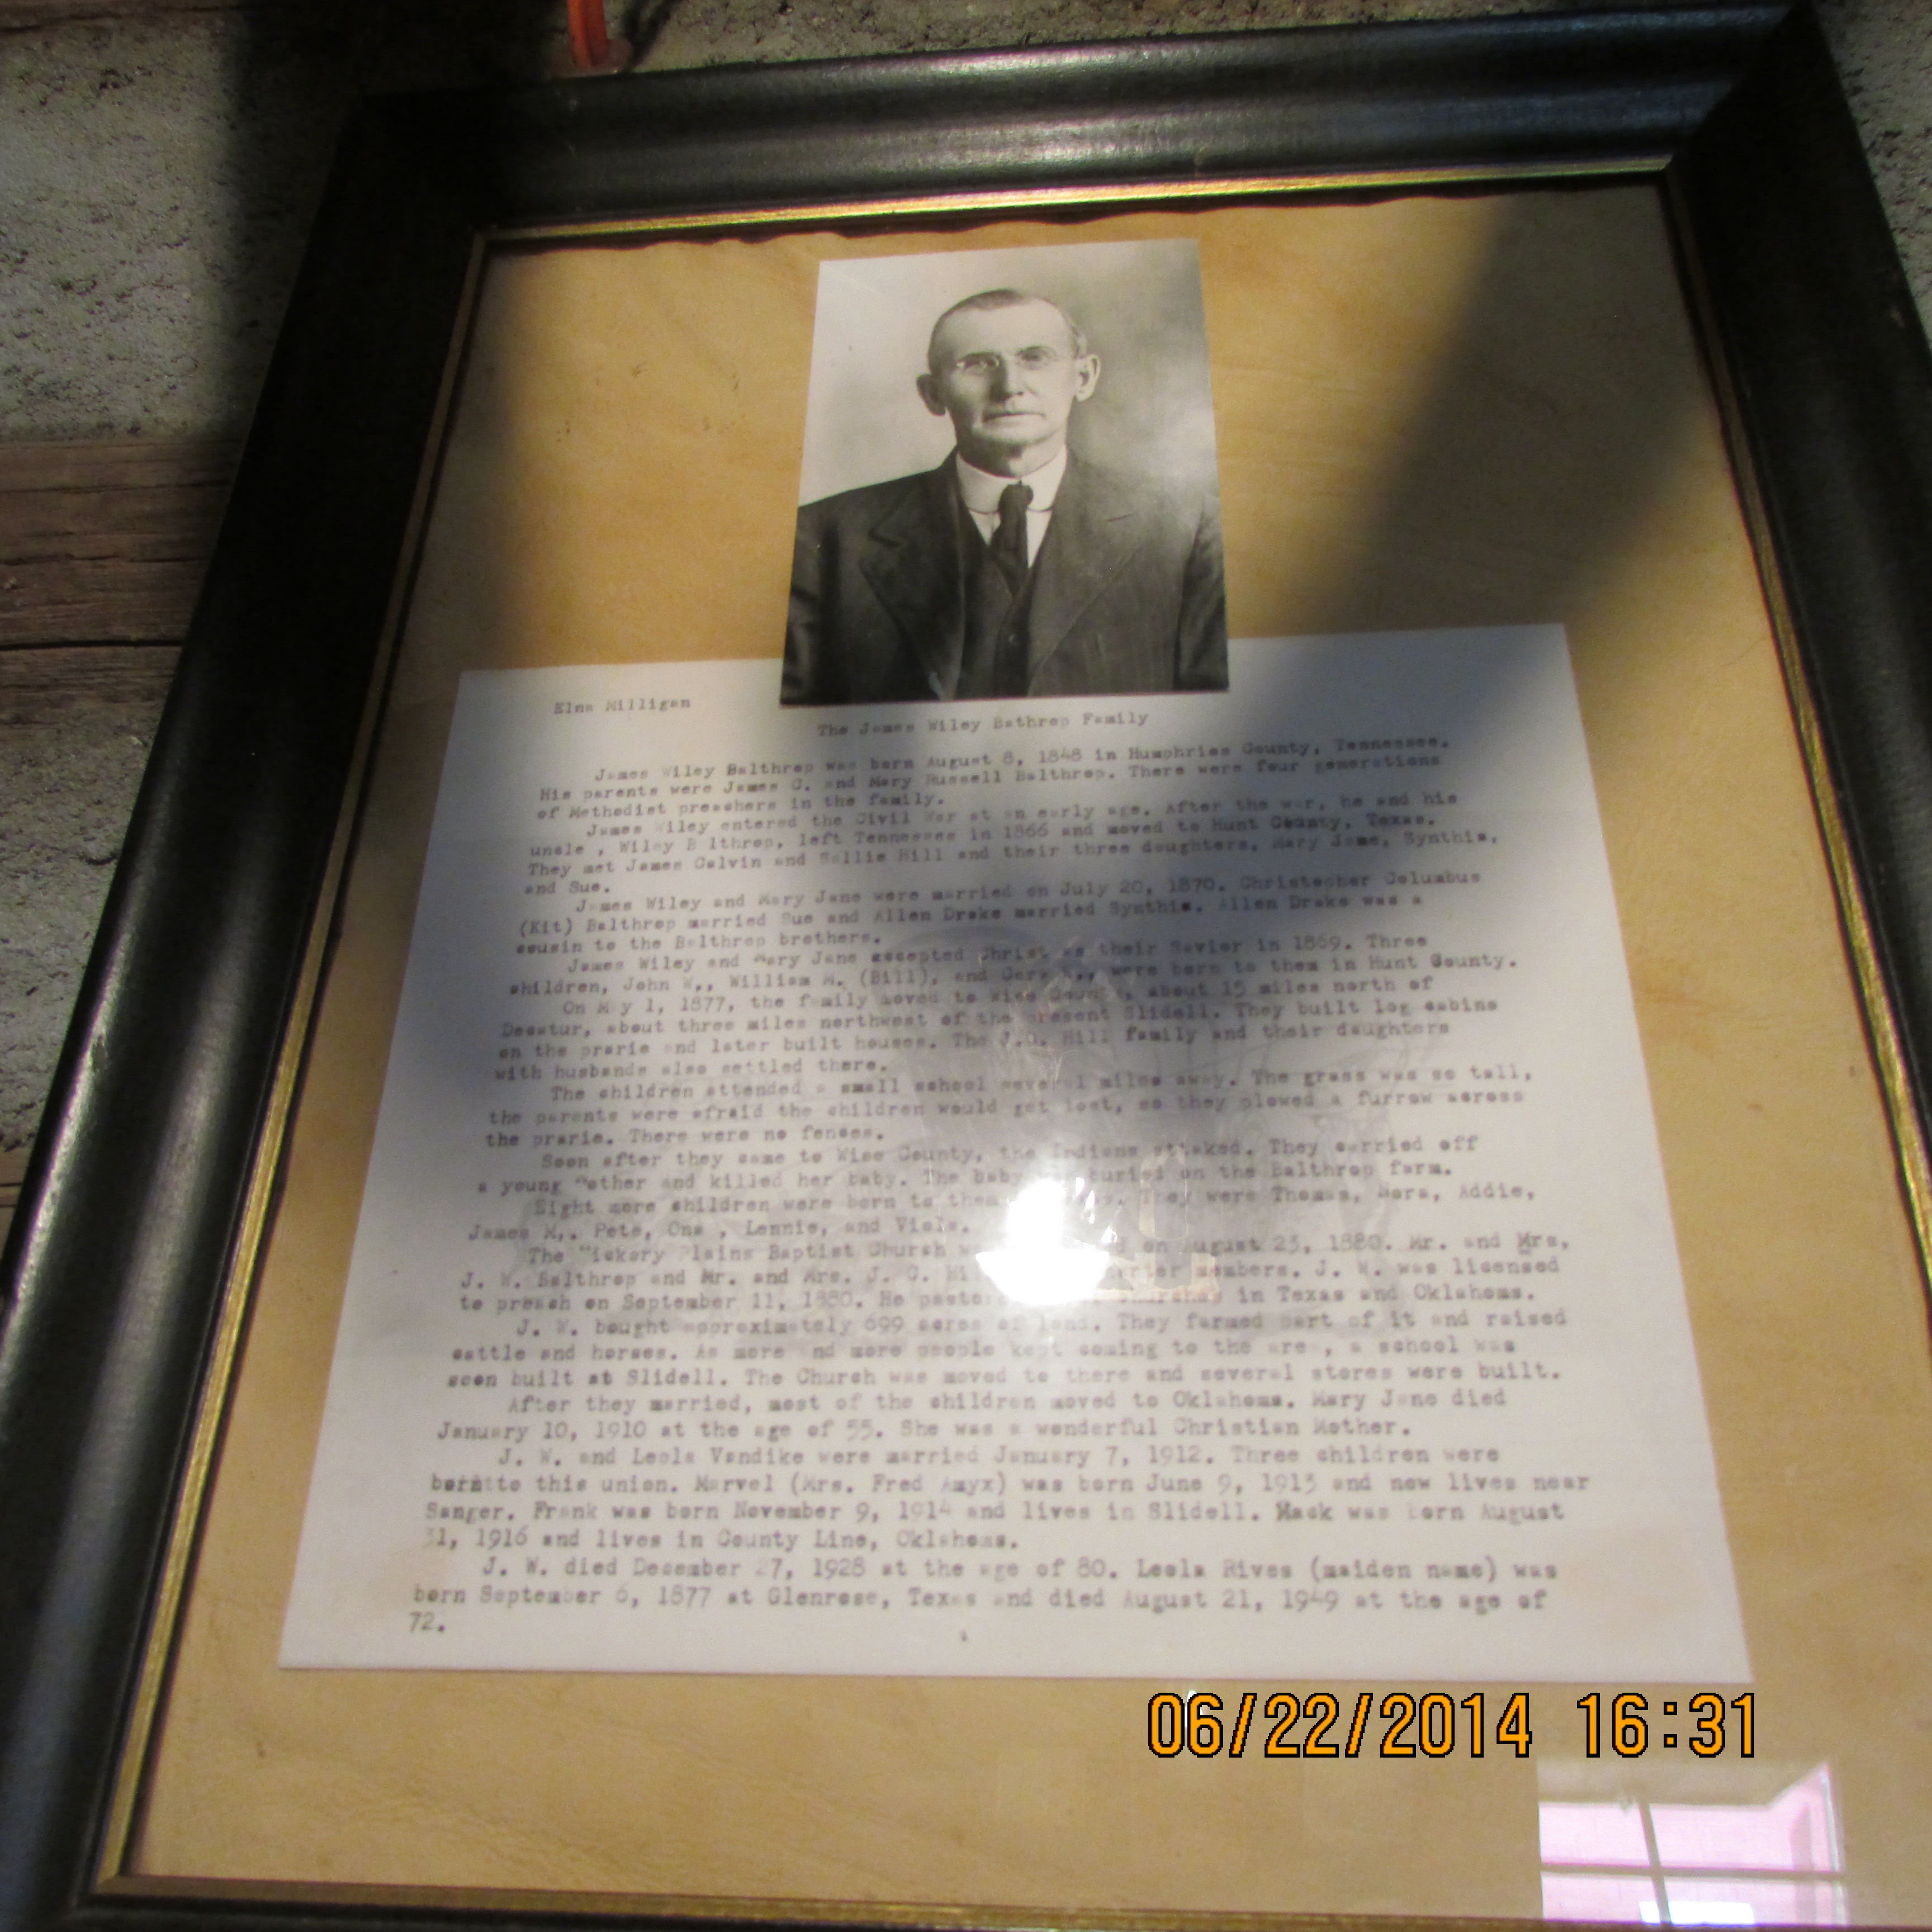 Elna Milligan
The James Wiley Bathrop Family
James Wiley Balthrop was born August 8, 1848 in Humphries County, Tennessee.
His parents were James C. and Mary Russell Balthrop. There were four generations
of Methodist preachers in the family.
James Wiley entered the Civil War at an early age. After the war, he and his
uncle , Wiley B lthrop, left Tennessee in 1866 and moved to Hunt County, Texas.
They met James Calvin and Sallie Hill and their three daughters, Mary Jane, Synthia,
and Sue.
James Wiley and Mary Jane were married on July 20, 1870. Christopher Columbus
(Kit) Balthrop married Sue and Allen Drake married Synthia. Allen Drake was a
cousin to the Balthrop brothers.
James Wiley and Mary Jane accepted Christ as their Savior in 1869. Three
children, John W., William M. (Bill), and were born to them in Hunt County.
On May 1, 1877, the family moved to Wise about 15 miles north of
Decatur, about three miles northwest of the present Slidell. They built log cabins
on the prarie and later built houses. The J.C. Hill family and their daughters
with husbands also settled there.
The children attended a small school several miles away. The grass was so tall,
the parents were afraid the children would get lost, so they plowed a furrow across
the prarie. There were no fences.
Soon after they came to Wise County, the Indians attaked. They carried off
a young mother and killed her baby. The baby buried on the Balthrop farm.
Eight more children were born to them They were Thomas, Dora, Addie,
James M,. Pete, Ona , Lennie, and Viola.
The Hickory Plains Baptist Church on August 23, 1880. Mr. and Mrs,
J. W. Balthrop and Mr. and Mrs. J. C. members. J. W. was licensed
to preach on September 11, 1880. He in Texas and Oklahoma.
J. W. bought approximately 699 acres of land. They farmed part of it and raised
cattle and horses. As more and more people kept coming to the area, a school was
soon built at Slidell. The Church was moved to there and several stores were built.
After they married, most of the children moved to Oklahoma. Mary Jane died
January 10, 1910 at the age of 55. She was a wonderful Christian Mother.
J. W. and Leola Vandike were married January 7, 1912. Three children were
born to this union. Marvel (Mrs. Fred Amyx) was born June 9, 1913 and now lives near
Sanger. Frank was born November 9, 1914 and lives in Slidell. Mack was born August
31, 1916 and lives in County Line, Oklahoma.
J. W. died December 27, 1928 at the age of 80. Leola Rives (maiden name) was
born September 6, 1877 at Glenrose, Texas and died August 21, 1949 at the age of
72.
06/22/2014 16:31